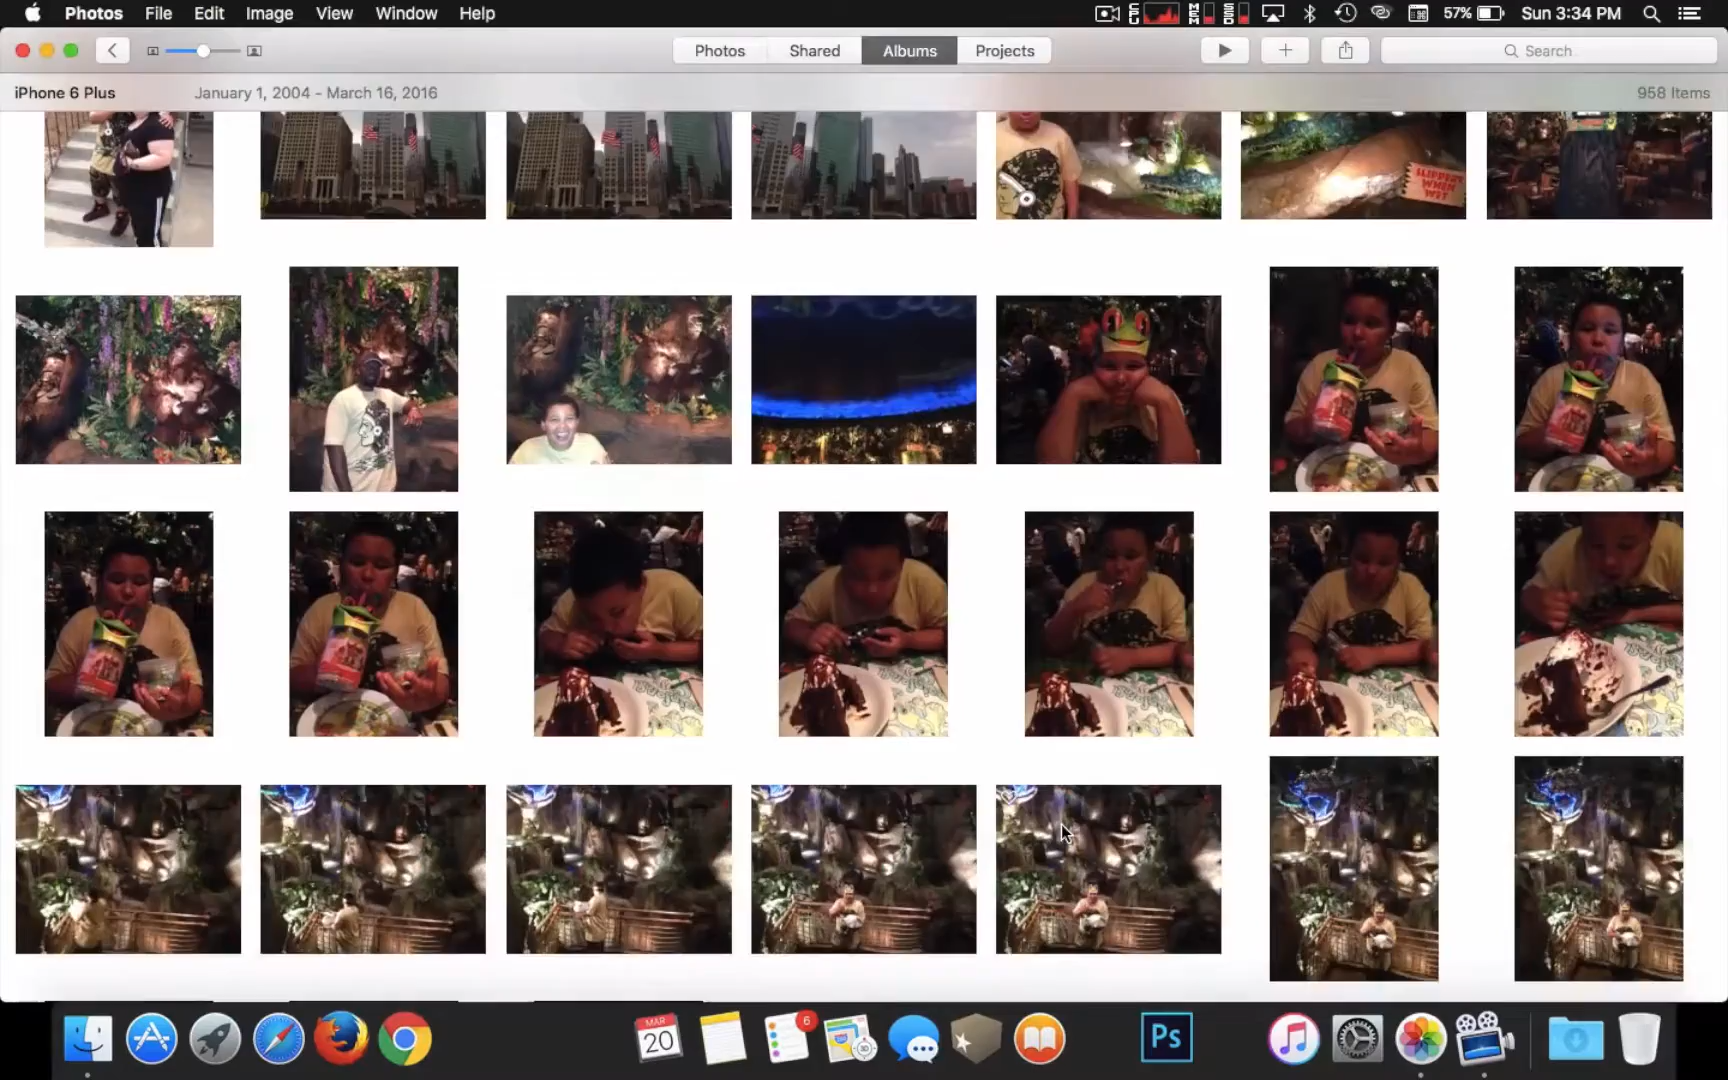 Photos File Edit Image View Window Help
57% Sun 3:34 PM
Photos Shared Albums Projects
Search
iPhone 6 Plus January 1, 2004 - March 16, 2016 958 Items
SLIPPERY
WHEN
WET
MAR
20
6
Ps